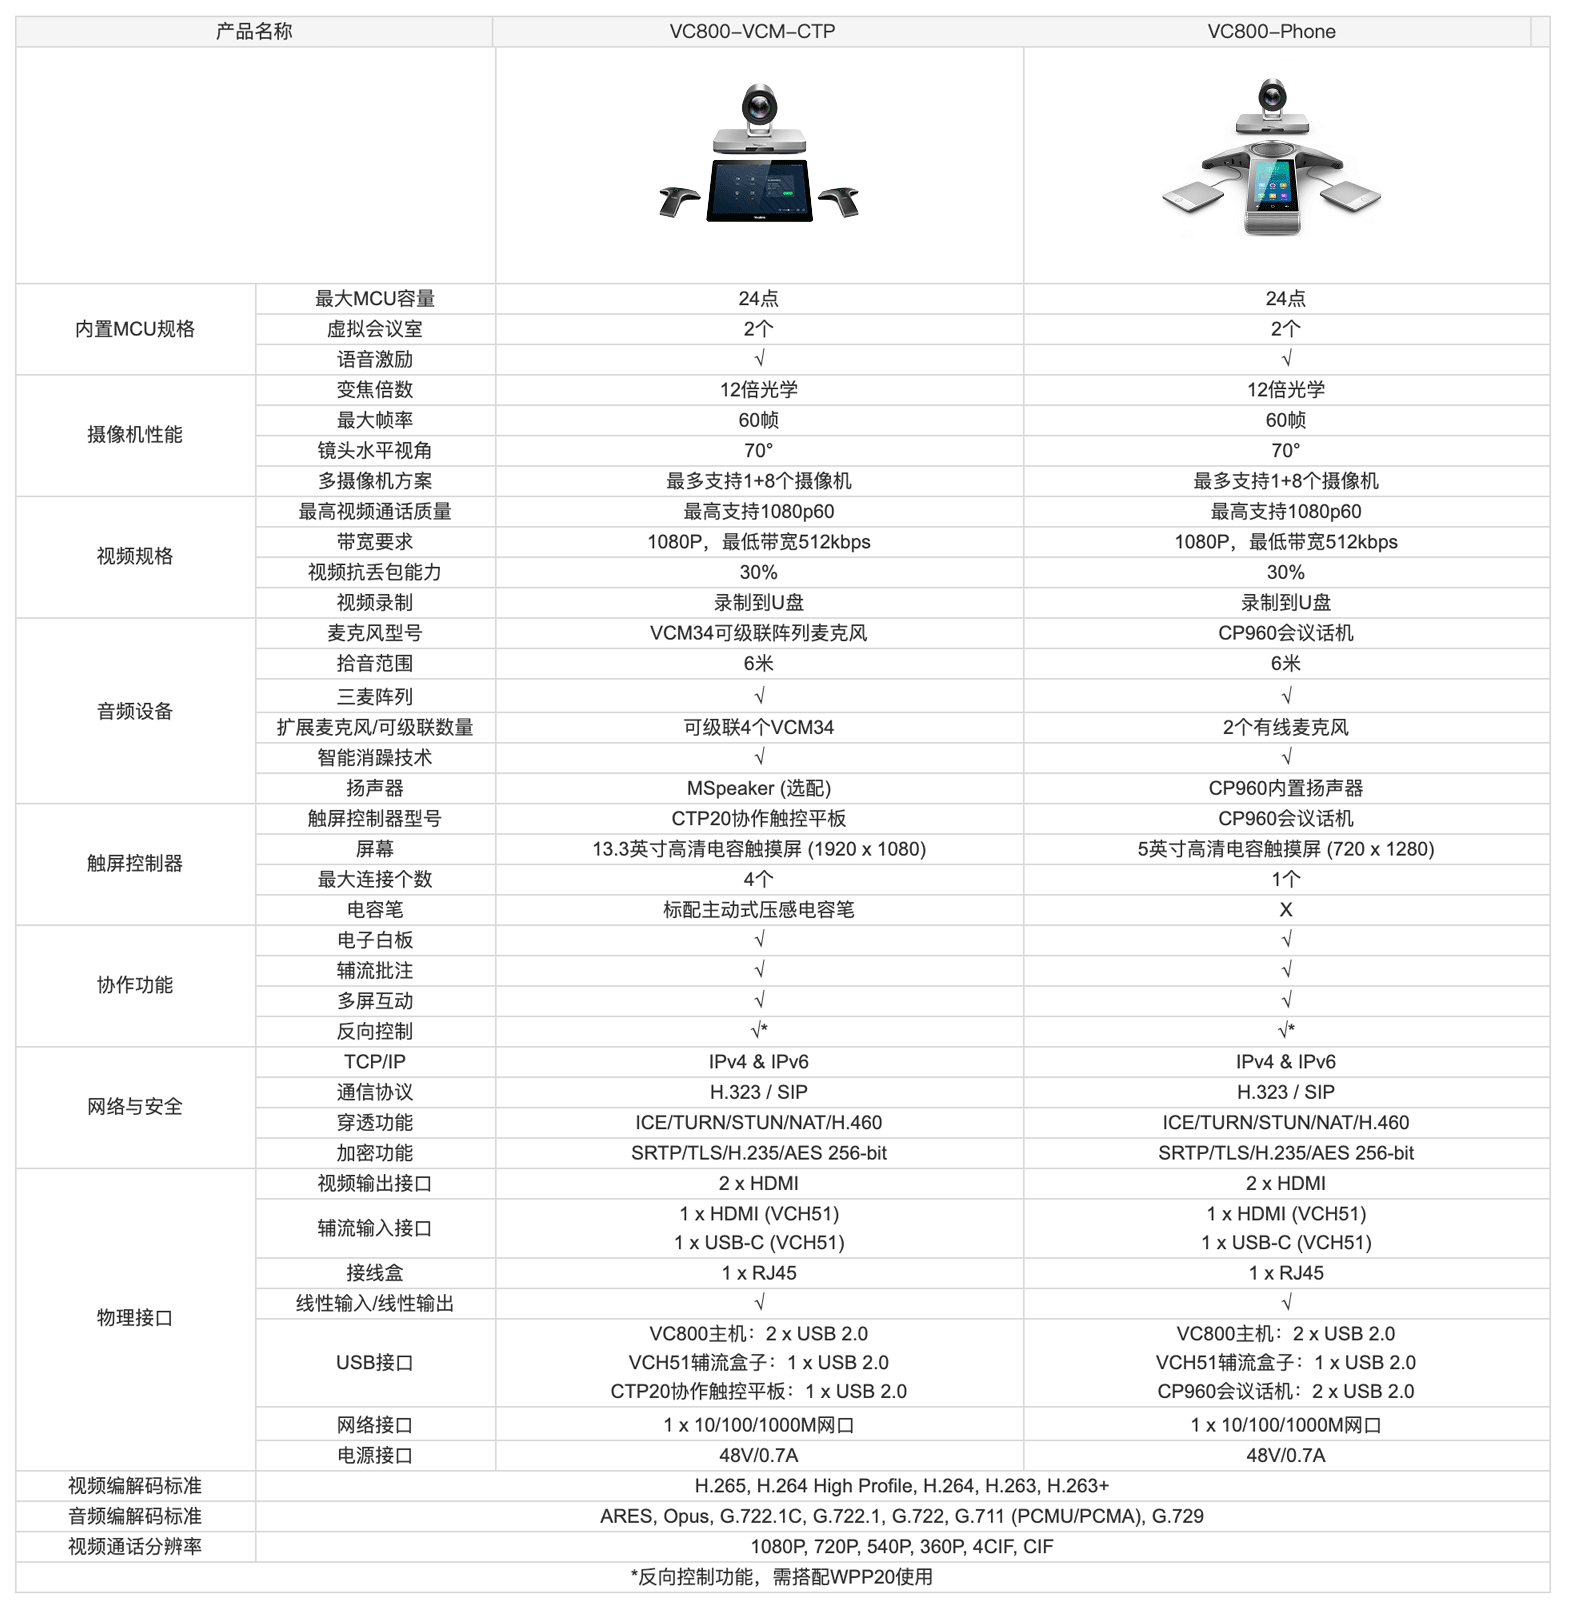 产品名称 VC800-VCM-CTP VC800-Phone
内置MCU规格
最大MCU容量 24点 24点
虚拟会议室 2个 2个
语音激励 √ √
摄像机性能
变焦倍数 12倍光学 12倍光学
最大帧率 60帧 60帧
镜头水平视角 70° 70°
多摄像机方案 最多支持1+8个摄像机 最多支持1+8个摄像机
视频规格
最高视频通话质量 最高支持1080p60 最高支持1080p60
带宽要求 1080P，最低带宽512kbps 1080P，最低带宽512kbps
视频抗丢包能力 30% 30%
视频录制 录制到U盘 录制到U盘
音频设备
麦克风型号 VCM34可级联阵列麦克风 CP960会议话机
拾音范围 6米 6米
三麦阵列 √ √
扩展麦克风/可级联数量 可级联4个VCM34 2个有线麦克风
智能消躁技术 √ √
扬声器 MSpeaker (选配) CP960内置扬声器
触屏控制器
触屏控制器型号 CTP20协作触控平板 CP960会议话机
屏幕 13.3英寸高清电容触摸屏 (1920 x 1080) 5英寸高清电容触摸屏 (720 x 1280)
最大连接个数 4个 1个
电容笔 标配主动式压感电容笔 X
协作功能
电子白板 √ √
辅流批注 √ √
多屏互动 √ √
反向控制 √* √*
网络与安全
TCP/IP IPv4 & IPv6 IPv4 & IPv6
通信协议 H.323 / SIP H.323 / SIP
穿透功能 ICE/TURN/STUN/NAT/H.460 ICE/TURN/STUN/NAT/H.460
加密功能 SRTP/TLS/H.235/AES 256-bit SRTP/TLS/H.235/AES 256-bit
物理接口
视频输出接口 2 x HDMI 2 x HDMI
辅流输入接口
1 x HDMI (VCH51) 1 x HDMI (VCH51)
1 x USB-C (VCH51) 1 x USB-C (VCH51)
接线盒 1 x RJ45 1 x RJ45
线性输入/线性输出 √ √
USB接口
VC800主机：2 x USB 2.0 VC800主机：2 x USB 2.0
VCH51辅流盒子：1 x USB 2.0 VCH51辅流盒子：1 x USB 2.0
CTP20协作触控平板：1 x USB 2.0 CP960会议话机：2 x USB 2.0
网络接口 1 x 10/100/1000M网口 1 x 10/100/1000M网口
电源接口 48V/0.7A 48V/0.7A
视频编解码标准 H.265, H.264 High Profile, H.264, H.263, H.263+
音频编解码标准 ARES, Opus, G.722.1C, G.722.1, G.722, G.711 (PCMU/PCMA), G.729
视频通话分辨率 1080P, 720P, 540P, 360P, 4CIF, CIF
*反向控制功能，需搭配WPP20使用